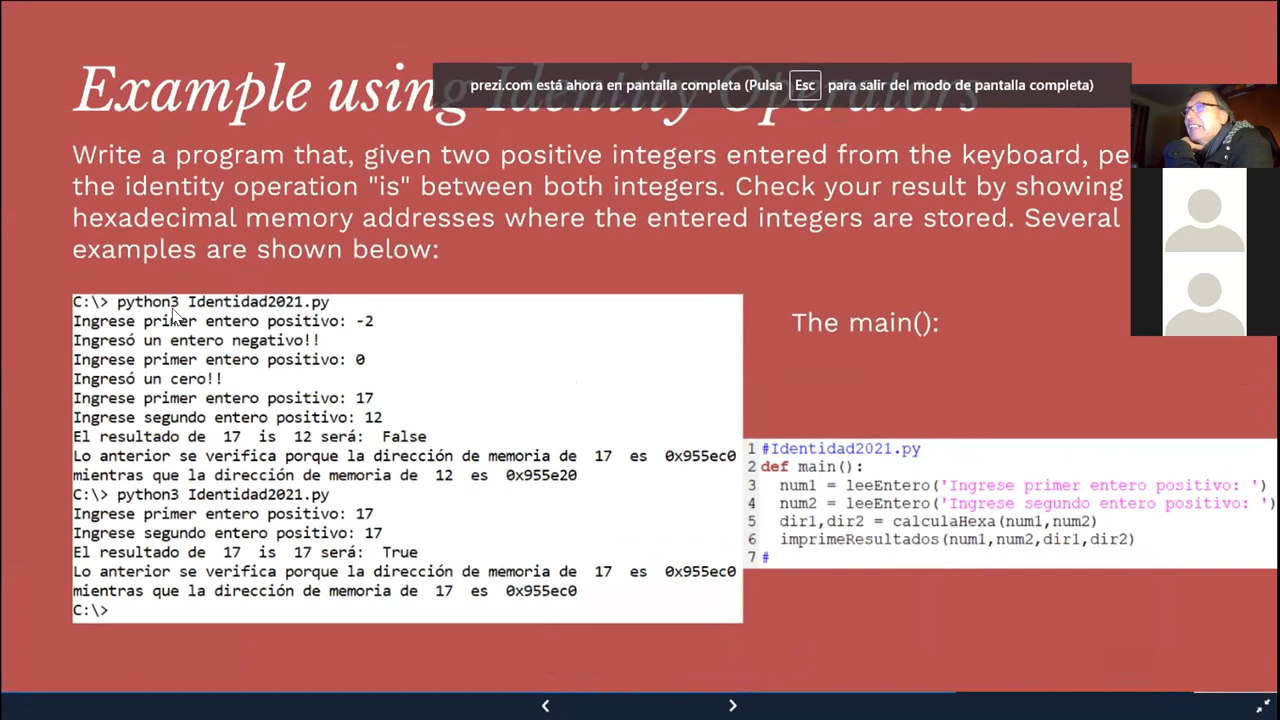 Example using Identity Operators
prezi.com está ahora en pantalla completa (Pulsa Esc para salir del modo de pantalla completa)
Write a program that, given two positive integers entered from the keyboard, pe
the identity operation "is" between both integers. Check your result by showing
hexadecimal memory addresses where the entered integers are stored. Several
examples are shown below:
C:\> python3 Identidad2021.py
Ingrese primer entero positivo: -2
Ingresó un entero negativo!!
Ingrese primer entero positivo: 0
Ingresó un cero!!
Ingrese primer entero positivo: 17
Ingrese segundo entero positivo: 12
El resultado de 17 is 12 será: False
Lo anterior se verifica porque la dirección de memoria de 17 es 0x955ec0
mientras que la dirección de memoria de 12 es 0x955e20
C:\> python3 Identidad2021.py
Ingrese primer entero positivo: 17
Ingrese segundo entero positivo: 17
El resultado de 17 is 17 será: True
Lo anterior se verifica porque la dirección de memoria de 17 es 0x955ec0
mientras que la dirección de memoria de 17 es 0x955ec0
C:\>
The main():
1 #Identidad2021.py
2 def main():
3 num1 = leeEntero('Ingrese primer entero positivo: ')
4 num2 = leeEntero('Ingrese segundo entero positivo: ')
5 dir1,dir2 = calculaHexa(num1,num2)
6 imprimeResultados(num1,num2,dir1,dir2)
7 #